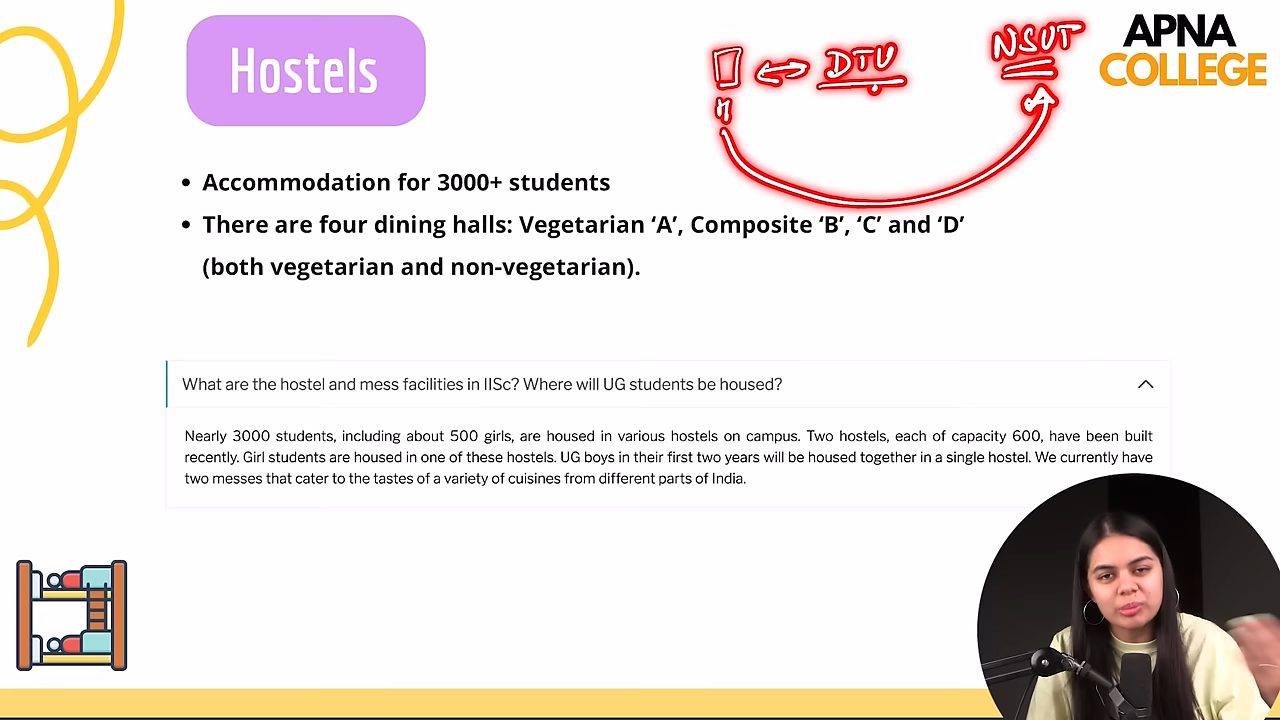 Hostels
DTU
NSUT
H
APNA
COLLEGE
• Accommodation for 3000+ students
• There are four dining halls: Vegetarian ‘A’, Composite ‘B’, ‘C’ and ‘D’
(both vegetarian and non-vegetarian).
What are the hostel and mess facilities in IISc? Where will UG students be housed?
Nearly 3000 students, including about 500 girls, are housed in various hostels on campus. Two hostels, each of capacity 600, have been built
recently. Girl students are housed in one of these hostels. UG boys in their first two years will be housed together in a single hostel. We currently have
two messes that cater to the tastes of a variety of cuisines from different parts of India.